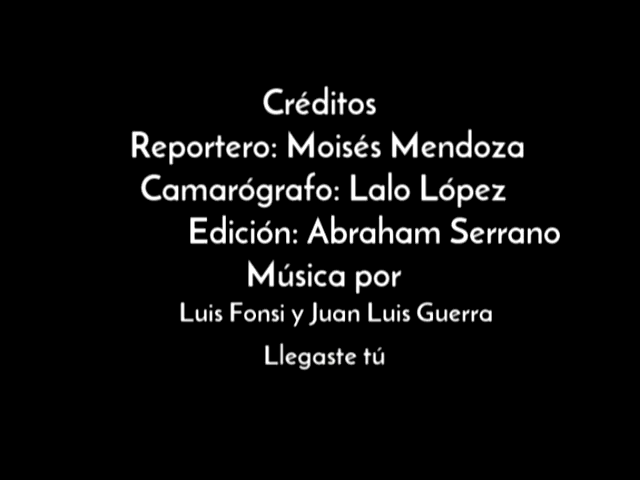 Créditos
Reportero: Moisés Mendoza
Camarógrafo: Lalo López
Edición: Abraham Serrano
Música por
Luis Fonsi y Juan Luis Guerra
Llegaste tú